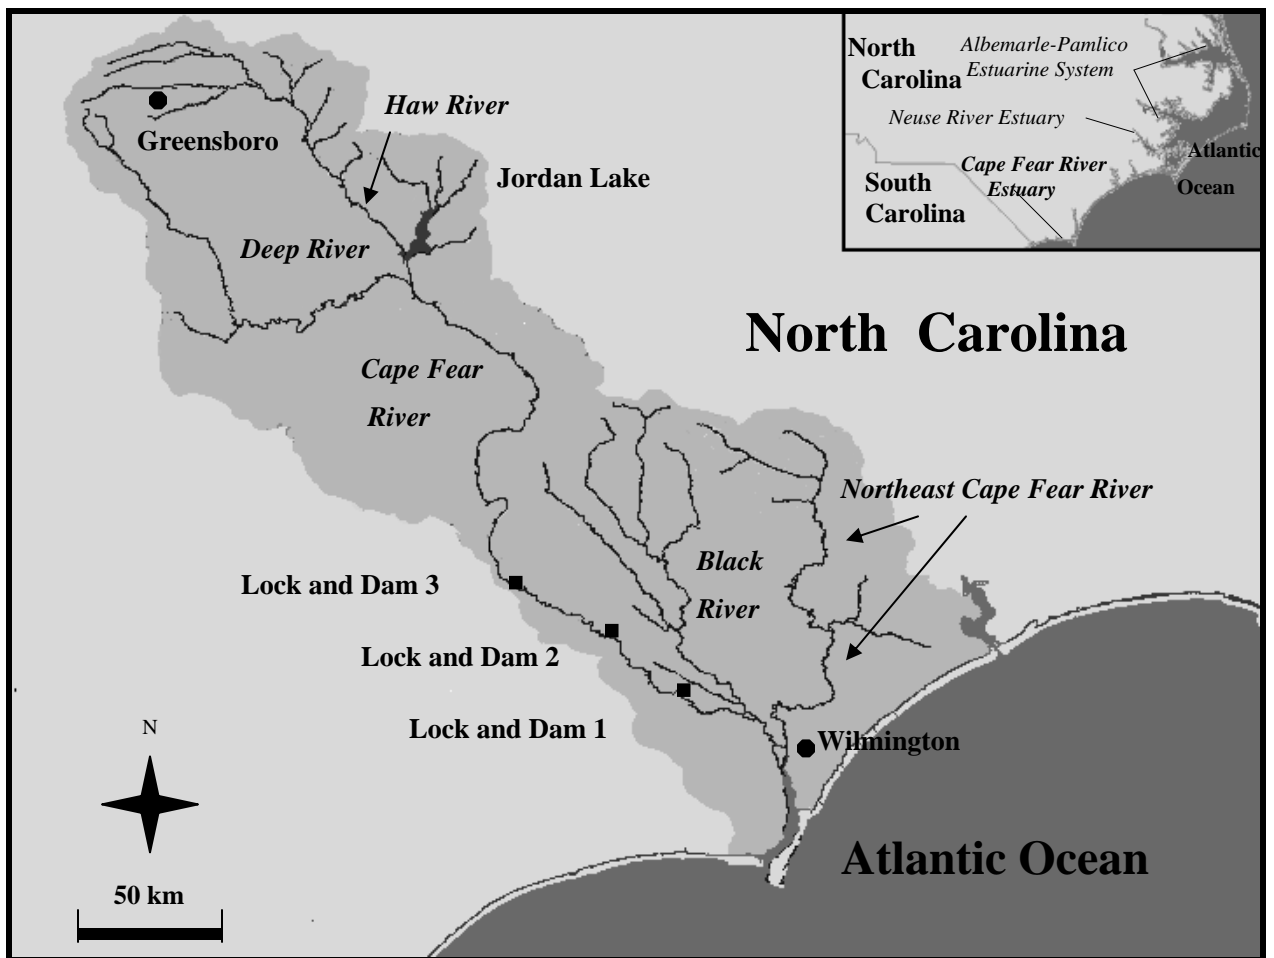 North
Carolina
Albemarle-Pamlico
Estuarine System
Neuse River Estuary
Atlantic
Ocean
Cape Fear River
Estuary
South
Carolina
Haw River
Greensboro
Jordan Lake
Deep River
North Carolina
Cape Fear
River
Northeast Cape Fear River
Black
River
Lock and Dam 3
Lock and Dam 2
Lock and Dam 1
N
Wilmington
Atlantic Ocean
50 km